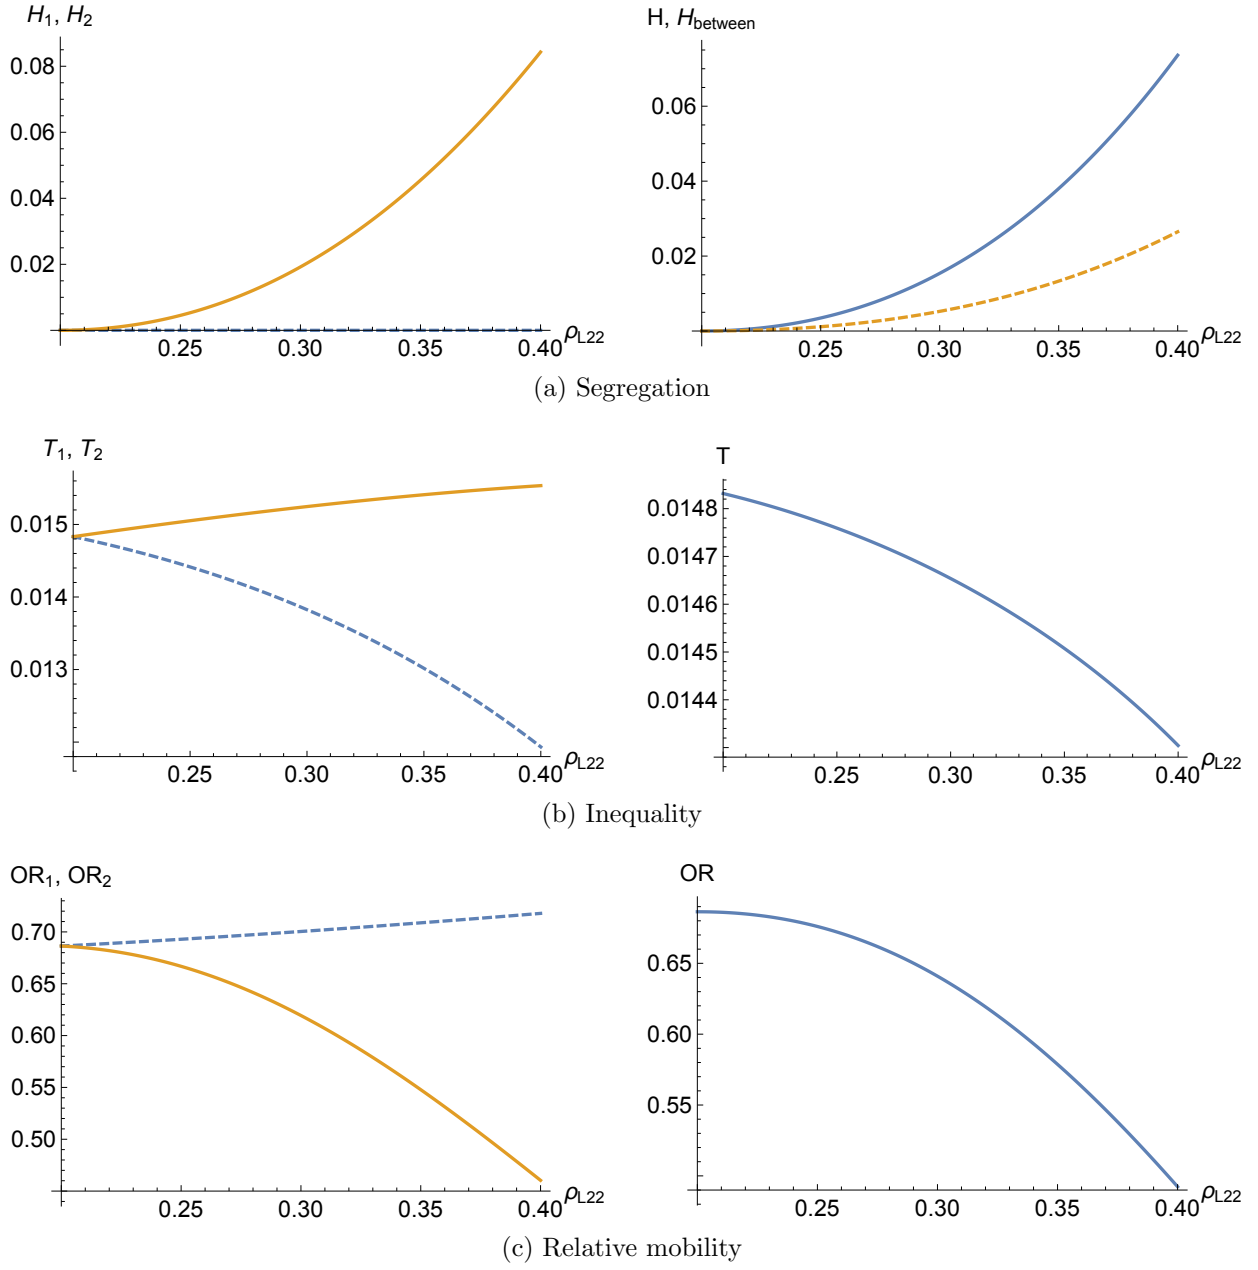 H₁, H₂
0.08
0.06
0.04
0.02
0.25 0.30 0.35 0.40 ρL22
H, Hbetween
0.06
0.04
0.02
0.25 0.30 0.35 0.40 ρL22
(a) Segregation
T₁, T₂
0.015
0.014
0.013
0.25 0.30 0.35 0.40 ρL22
T
0.0148
0.0147
0.0146
0.0145
0.0144
0.25 0.30 0.35 0.40 ρL22
(b) Inequality
OR₁, OR₂
0.70
0.65
0.60
0.55
0.50
0.25 0.30 0.35 0.40 ρL22
OR
0.65
0.60
0.55
0.25 0.30 0.35 0.40 ρL22
(c) Relative mobility